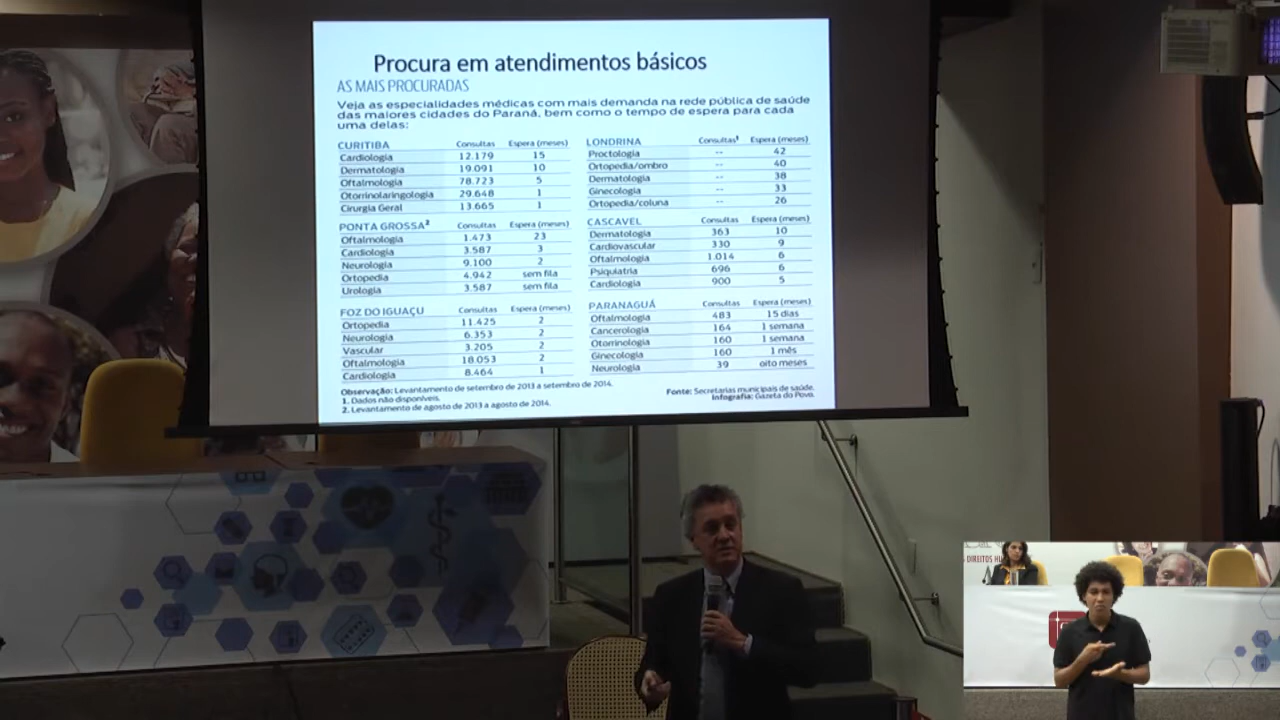 Procura em atendimentos básicos
AS MAIS PROCURADAS
Veja as especialidades médicas com mais demanda na rede pública de saúde
das maiores cidades do Paraná, bem como o tempo de espera para cada
uma delas:
CURITIBA Consultas Espera (meses)
Cardiologia 12.179 15
Dermatologia 19.091 10
Oftalmologia 78.723 5
Otorrinolaringologia 29.648 1
Cirurgia Geral 13.665 1
PONTA GROSSA² Consultas Espera (meses)
Oftalmologia 1.473 23
Cardiologia 3.587 3
Neurologia 9.100 2
Ortopedia 4.942 sem fila
Urologia 3.587 sem fila
FOZ DO IGUAÇU Consultas Espera (meses)
Ortopedia 11.425 2
Neurologia 6.353 2
Vascular 3.205 2
Oftalmologia 18.053 2
Cardiologia 8.464 1
LONDRINA Consultas¹ Espera (meses)
Proctologia -- 42
Ortopedia/ombro -- 40
Dermatologia -- 38
Ginecologia -- 33
Ortopedia/coluna -- 26
CASCAVEL Consultas Espera (meses)
Dermatologia 363 10
Cardiovascular 330 9
Oftalmologia 1.014 6
Psiquiatria 696 6
Cardiologia 900 5
PARANAGUÁ Consultas Espera (meses)
Oftalmologia 483 15 dias
Cancerologia 164 1 semana
Otorrinologia 160 1 semana
Ginecologia 160 1 mês
Neurologia 39 oito meses
Observação: Levantamento de setembro de 2013 a setembro de 2014.
1. Dados não disponíveis.
2. Levantamento de agosto de 2013 a agosto de 2014.
Fonte: Secretarias municipais de saúde.
Infografia: Gazeta do Povo.
DIREITOS